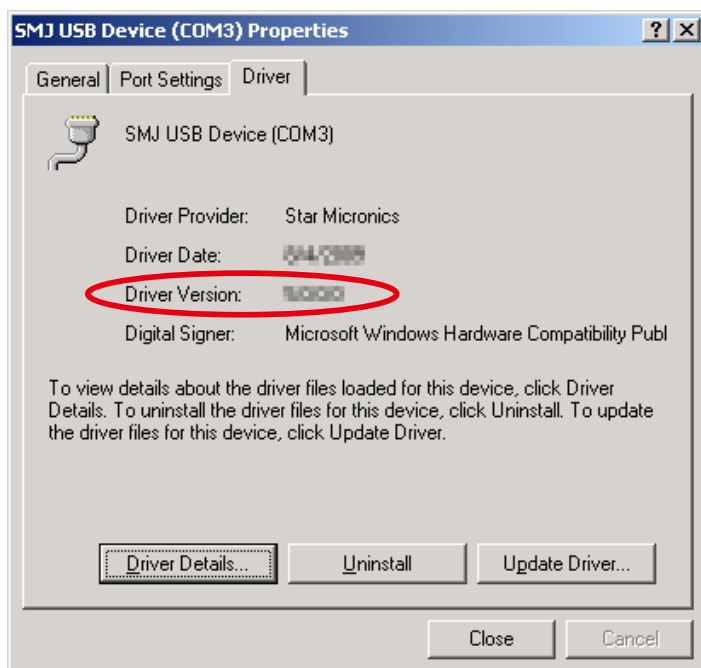 SMJ USB Device (COM3) Properties
? X
General Port Settings Driver
SMJ USB Device (COM3)
Driver Provider: Star Micronics
Driver Date:
Driver Version:
Digital Signer: Microsoft Windows Hardware Compatibility Publ
To view details about the driver files loaded for this device, click Driver
Details. To uninstall the driver files for this device, click Uninstall. To update
the driver files for this device, click Update Driver.
Driver Details... Uninstall Update Driver...
Close Cancel